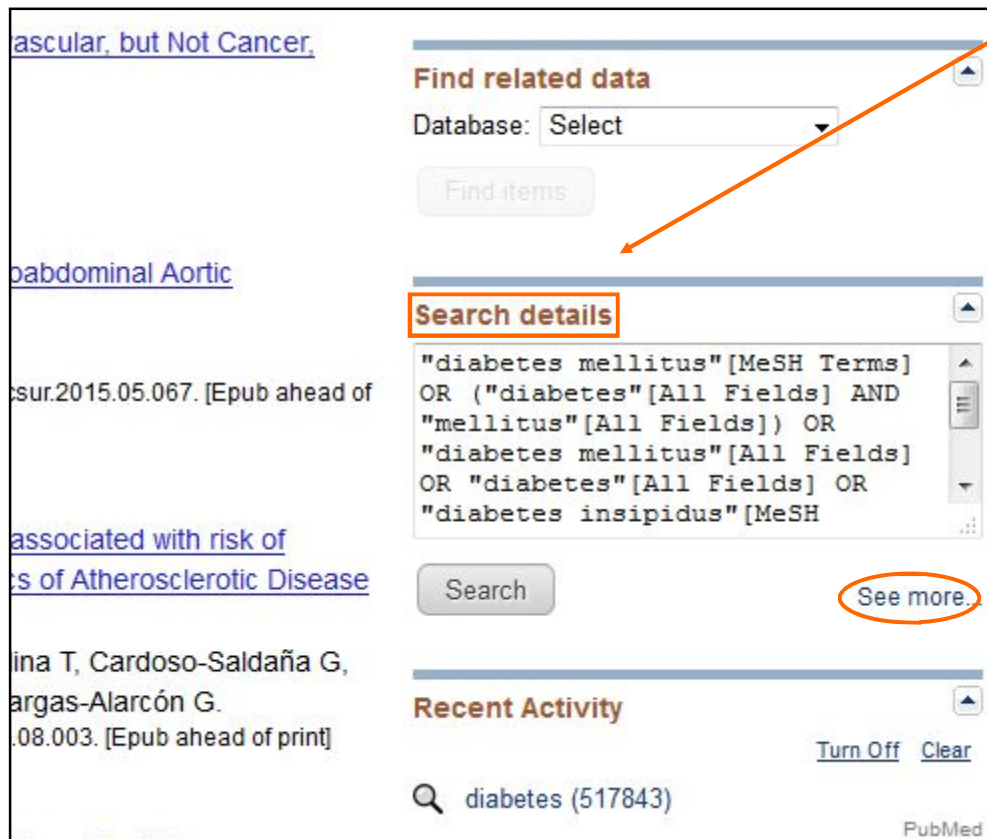 ascular, but Not Cancer,
oabdominal Aortic
csur.2015.05.067. [Epub ahead of
associated with risk of
cs of Atherosclerotic Disease
lina T, Cardoso-Saldaña G,
argas-Alarcón G.
.08.003. [Epub ahead of print]
Find related data
Database: Select
Find items
Search details
"diabetes mellitus"[MeSH Terms]
OR ("diabetes"[All Fields] AND
"mellitus"[All Fields]) OR
"diabetes mellitus"[All Fields]
OR "diabetes"[All Fields] OR
"diabetes insipidus"[MeSH
Search
See more...
Recent Activity
Turn Off Clear
diabetes (517843)
PubMed